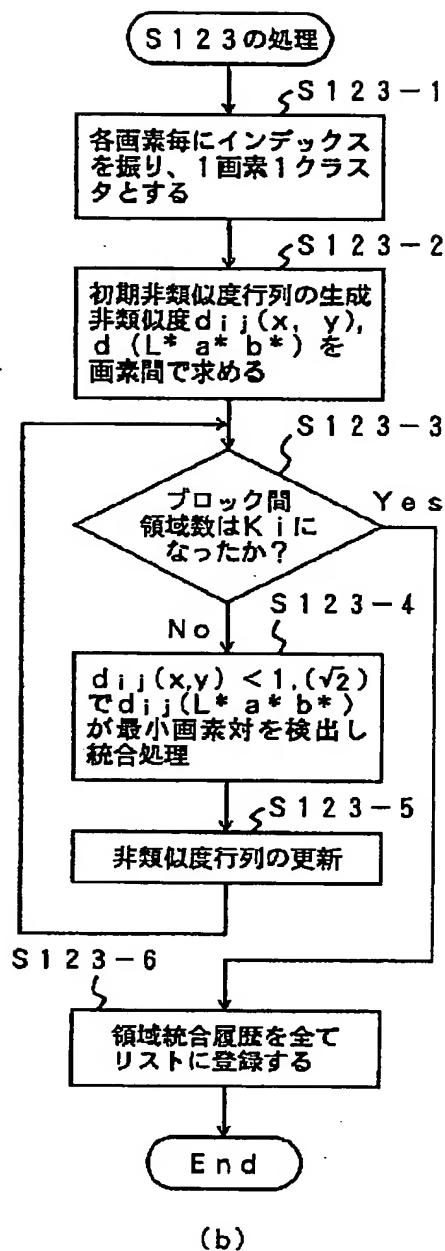 S123の処理
S123-1
各画素毎にインデックス
を振り、1画素1クラス
タとする
S123-2
初期非類似度行列の生成
非類似度dij(x, y),
d (L* a* b*) を
画素間で求める
S123-3
ブロック間
領域数はKiに
なったか?
Yes
No
S123-4
dij(x,y) <1,(√2)
でdij(L* a* b*)
が最小画素対を検出し
統合処理
S123-5
非類似度行列の更新
S123-6
領域統合履歴を全て
リストに登録する
End
(b)